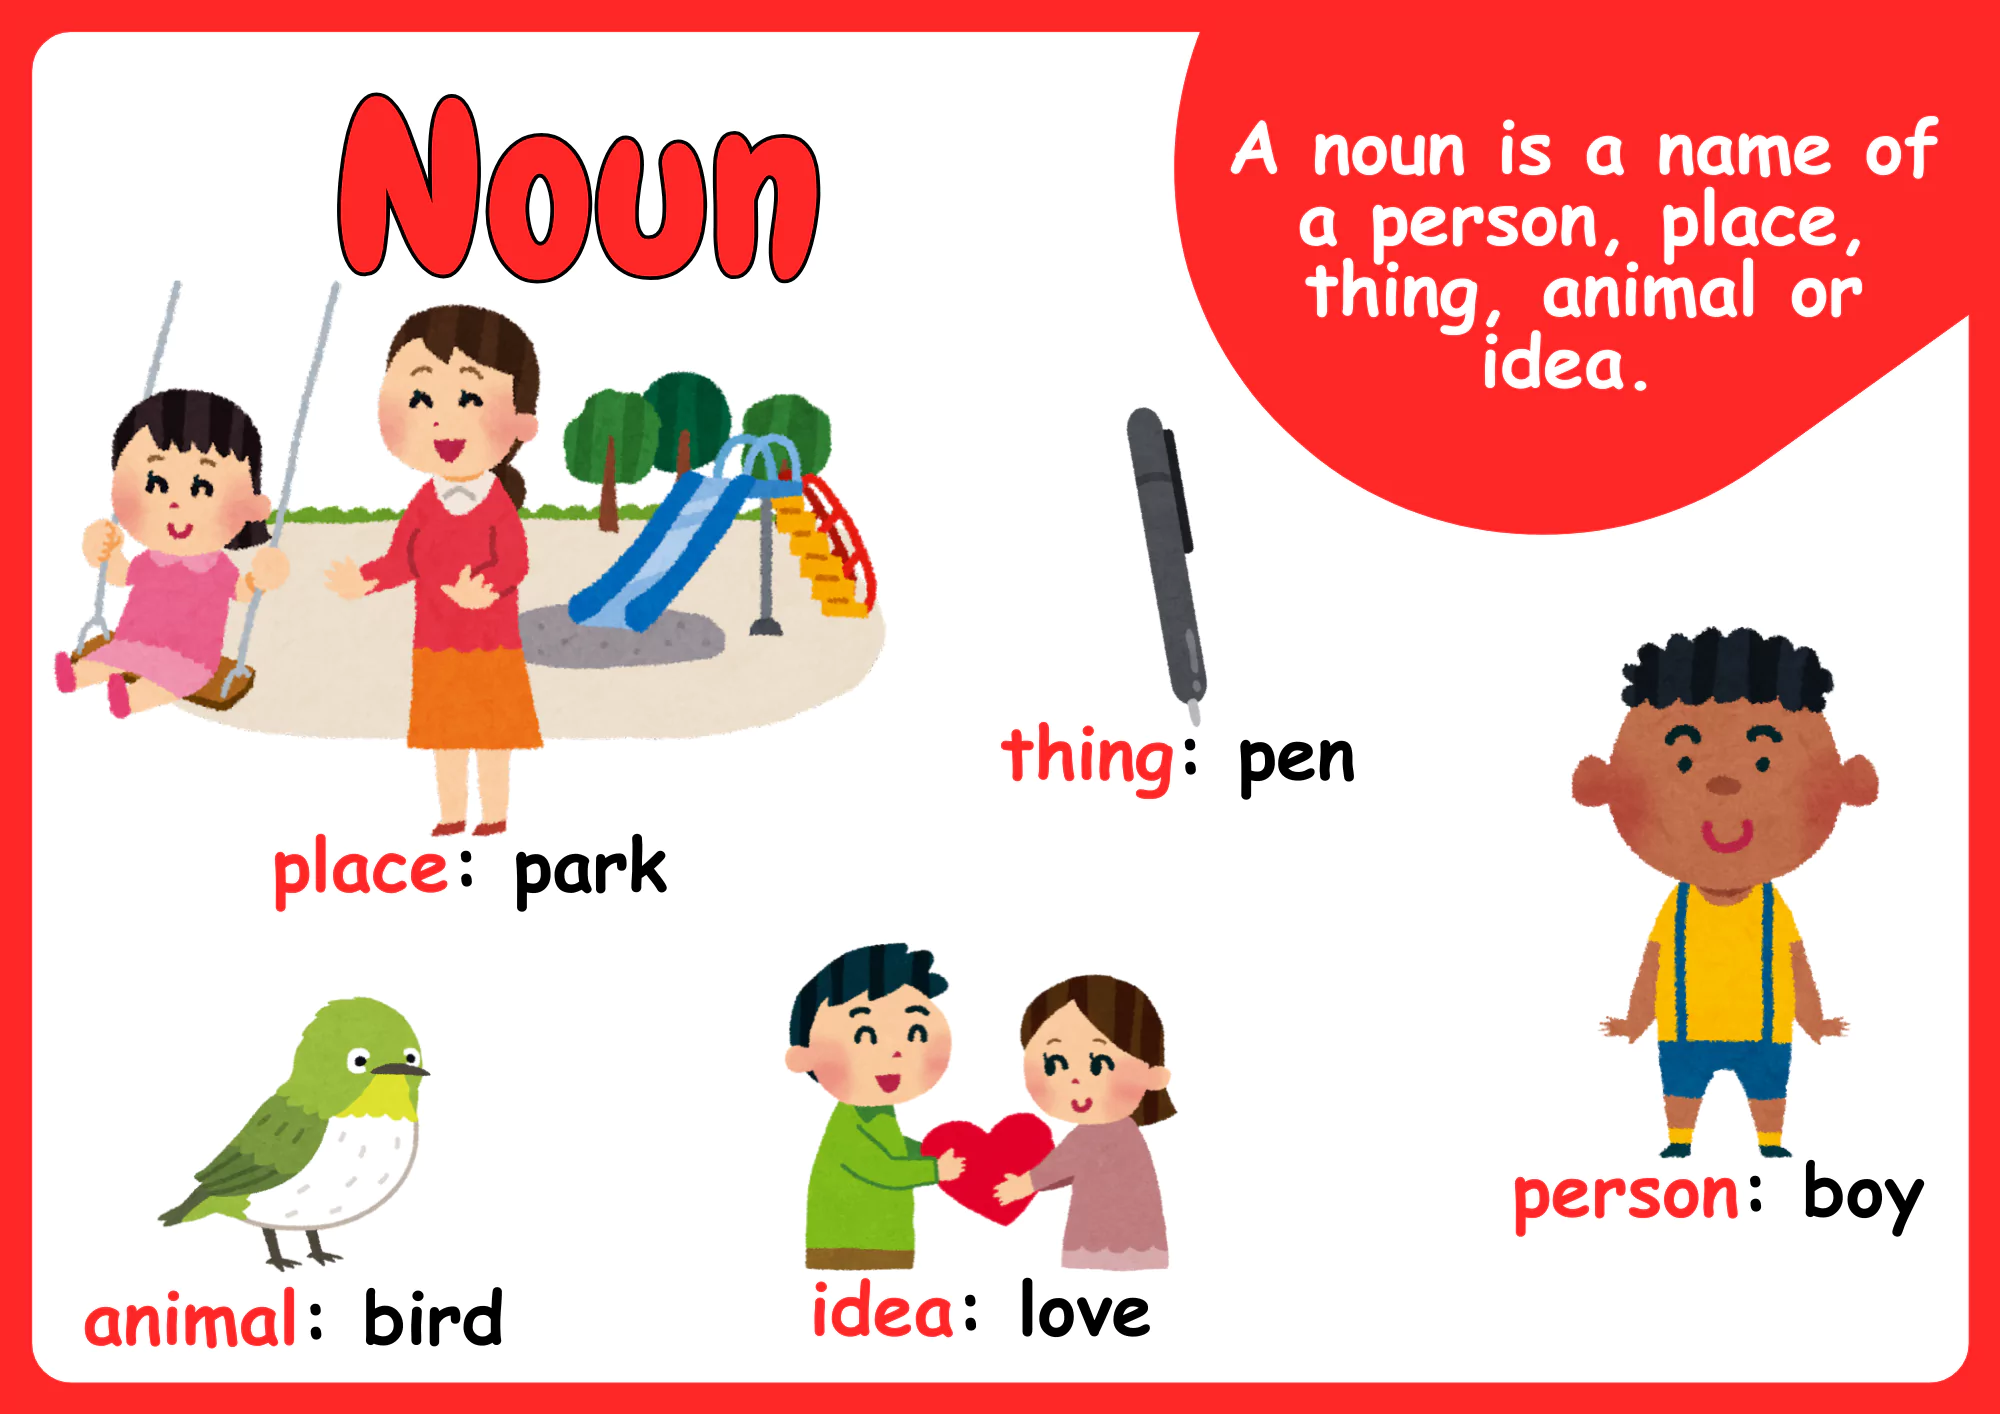 Noun
A noun is a name of
a person, place,
thing, animal or
idea.
thing: pen
place: park
person: boy
animal: bird
idea: love